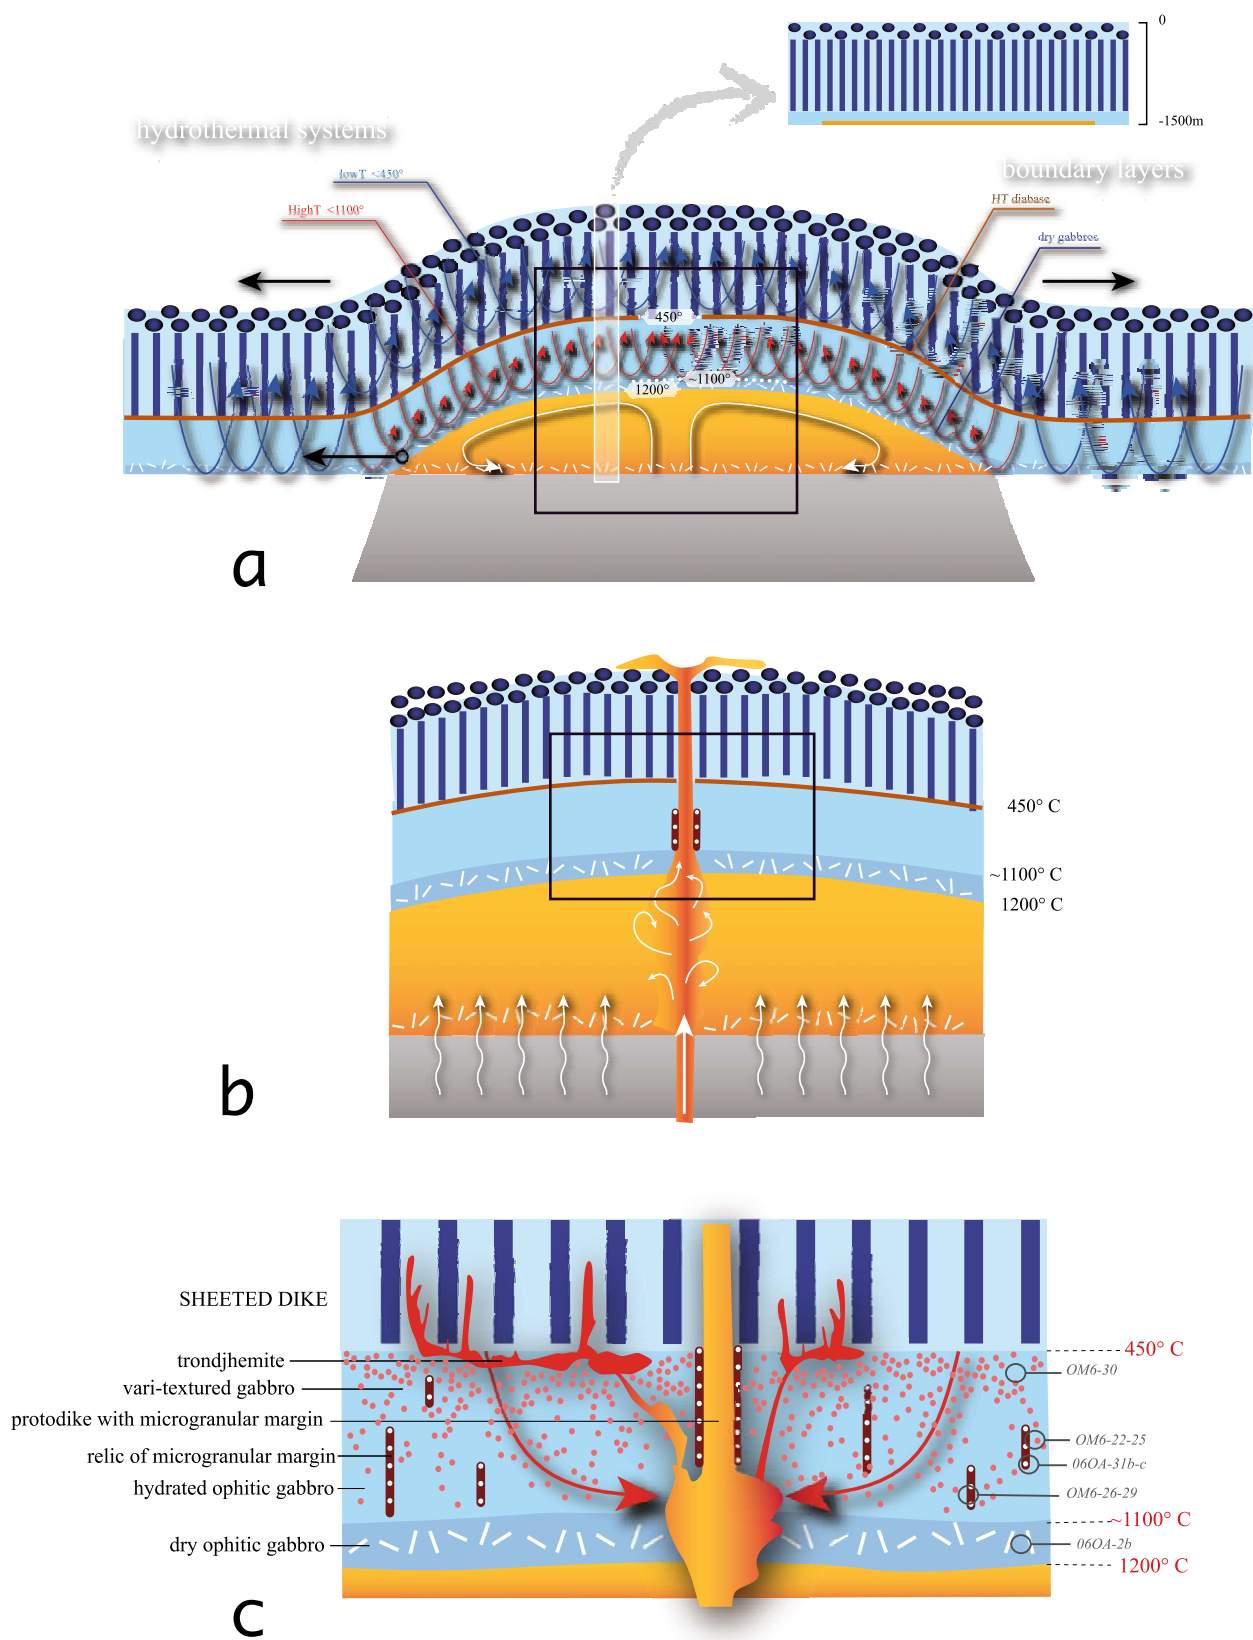 0
-1500m
hydrothermal systems
boundary layers
lowT <450°
HighT <1100°
HT diabase
dry gabbros
450°
~1100°
1200°
a
450° C
~1100° C
1200° C
b
SHEETED DIKE
450° C
trondjhemite
OM6-30
vari-textured gabbro
protodike with microgranular margin
OM6-22-25
relic of microgranular margin
06OA-31b-c
hydrated ophitic gabbro
OM6-26-29
~1100° C
dry ophitic gabbro
06OA-2b
1200° C
c